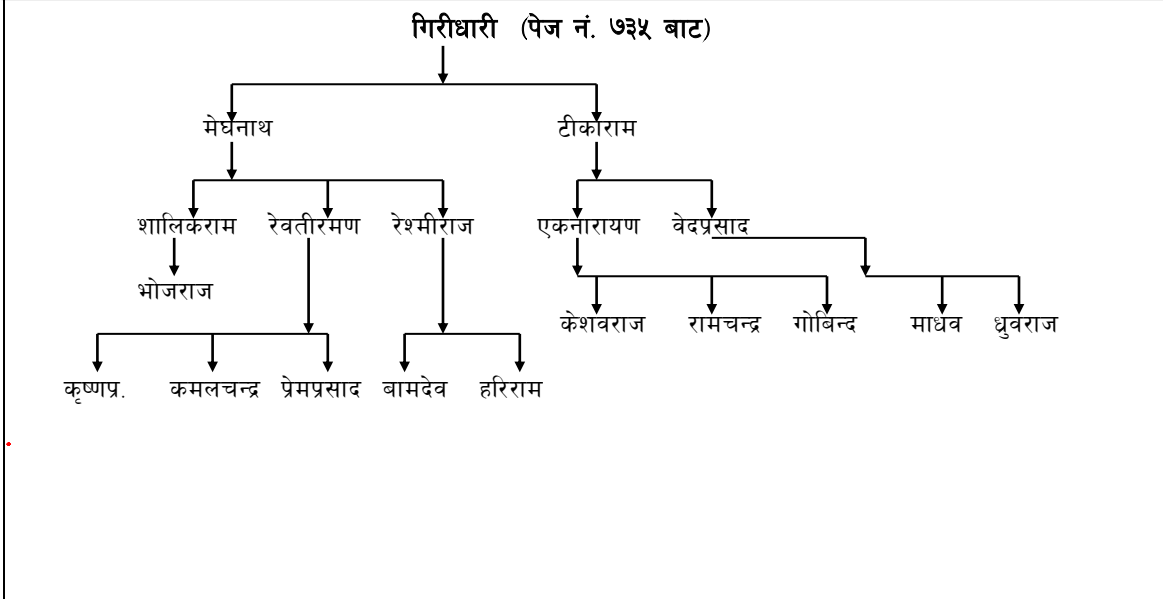 गिरीधारी (पेज नं. ७३५ बाट)
मेघनाथ टीकाराम
शालिकराम रेवतीरमण रेश्मीराज एकनारायण वेदप्रसाद
भोजराज
केशवराज रामचन्द्र गोबिन्द माधव ध्रुवराज
कृष्णप्र. कमलचन्द्र प्रेमप्रसाद बामदेव हरिराम